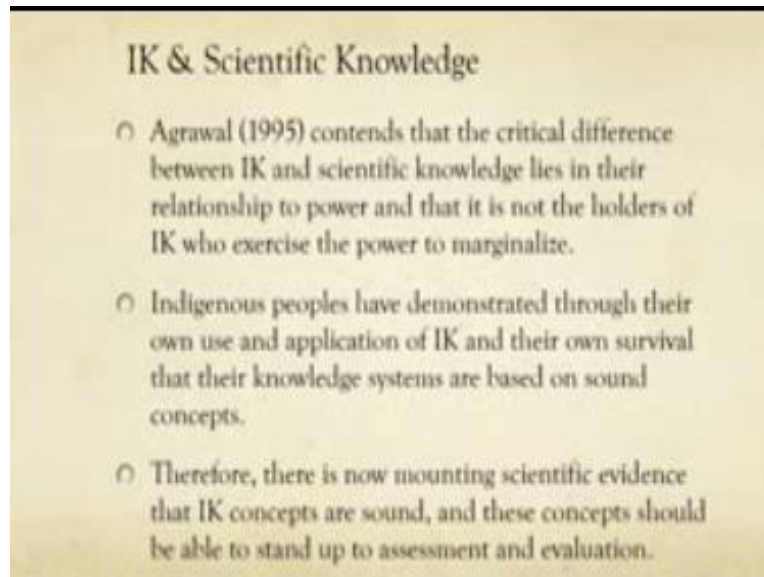 IK & Scientific Knowledge
Agrawal (1995) contends that the critical difference
between IK and scientific knowledge lies in their
relationship to power and that it is not the holders of
IK who exercise the power to marginalize.
Indigenous peoples have demonstrated through their
own use and application of IK and their own survival
that their knowledge systems are based on sound
concepts.
Therefore, there is now mounting scientific evidence
that IK concepts are sound, and these concepts should
be able to stand up to assessment and evaluation.